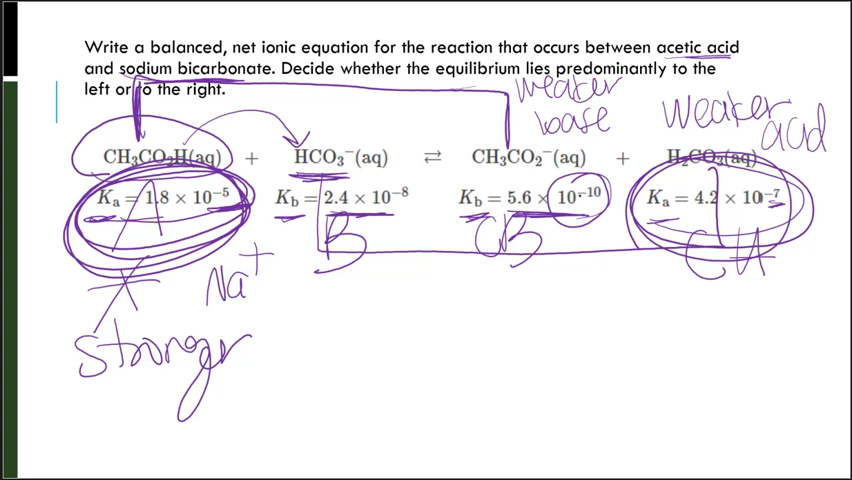 Write a balanced, net ionic equation for the reaction that occurs between acetic acid
and sodium bicarbonate. Decide whether the equilibrium lies predominantly to the
left or to the right.
weaker base
weaker acid
CH₃CO₂H(aq) + HCO₃⁻(aq) ⇄ CH₃CO₂⁻(aq) + H₂CO₃(aq)
Kₐ = 1.8 × 10⁻⁵ K_b = 2.4 × 10⁻⁸ K_b = 5.6 × 10⁻¹⁰ Kₐ = 4.2 × 10⁻⁷
A B CB CA
Na⁺
stronger